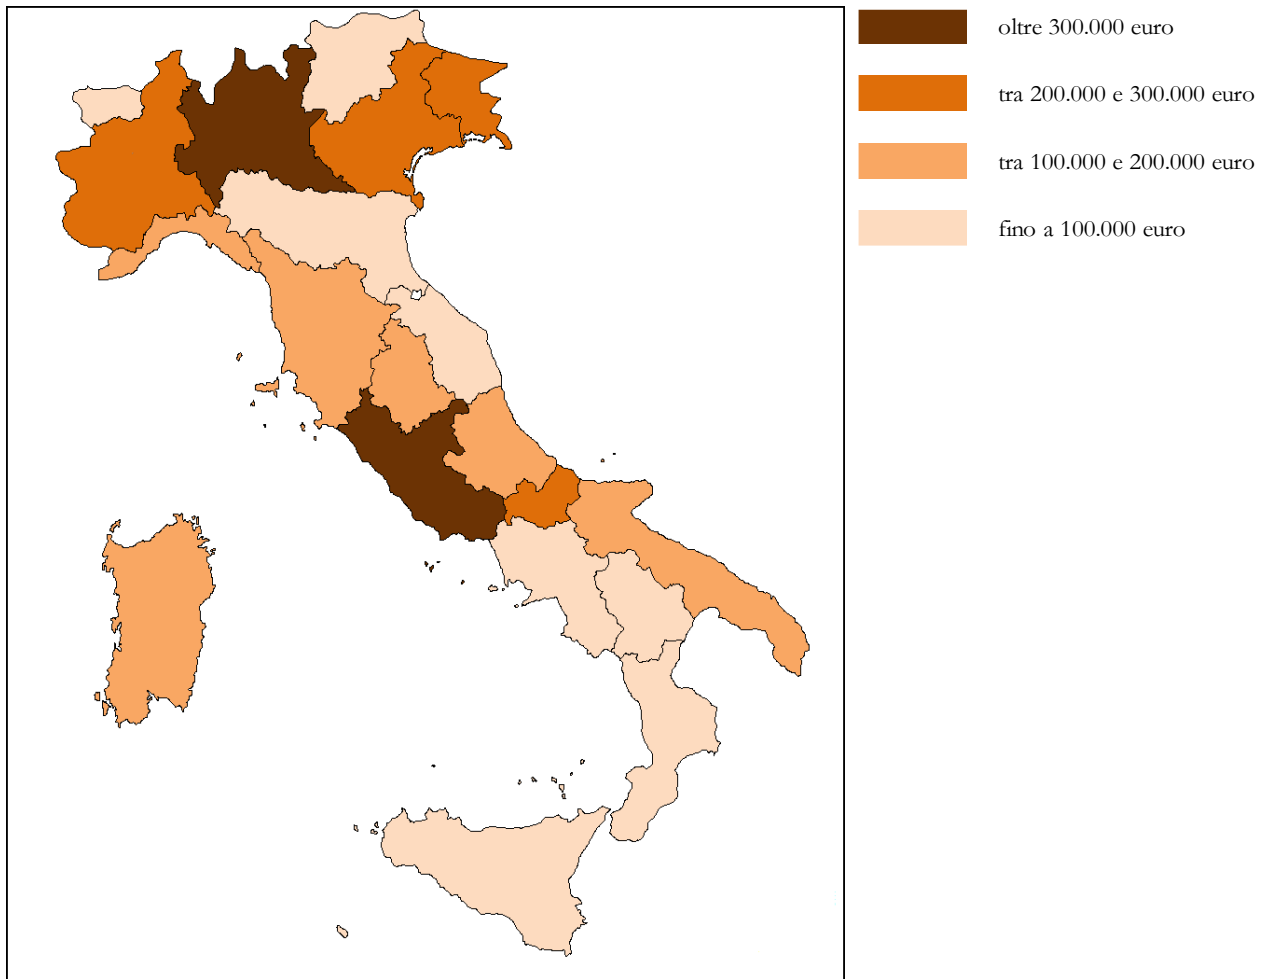 oltre 300.000 euro
tra 200.000 e 300.000 euro
tra 100.000 e 200.000 euro
fino a 100.000 euro